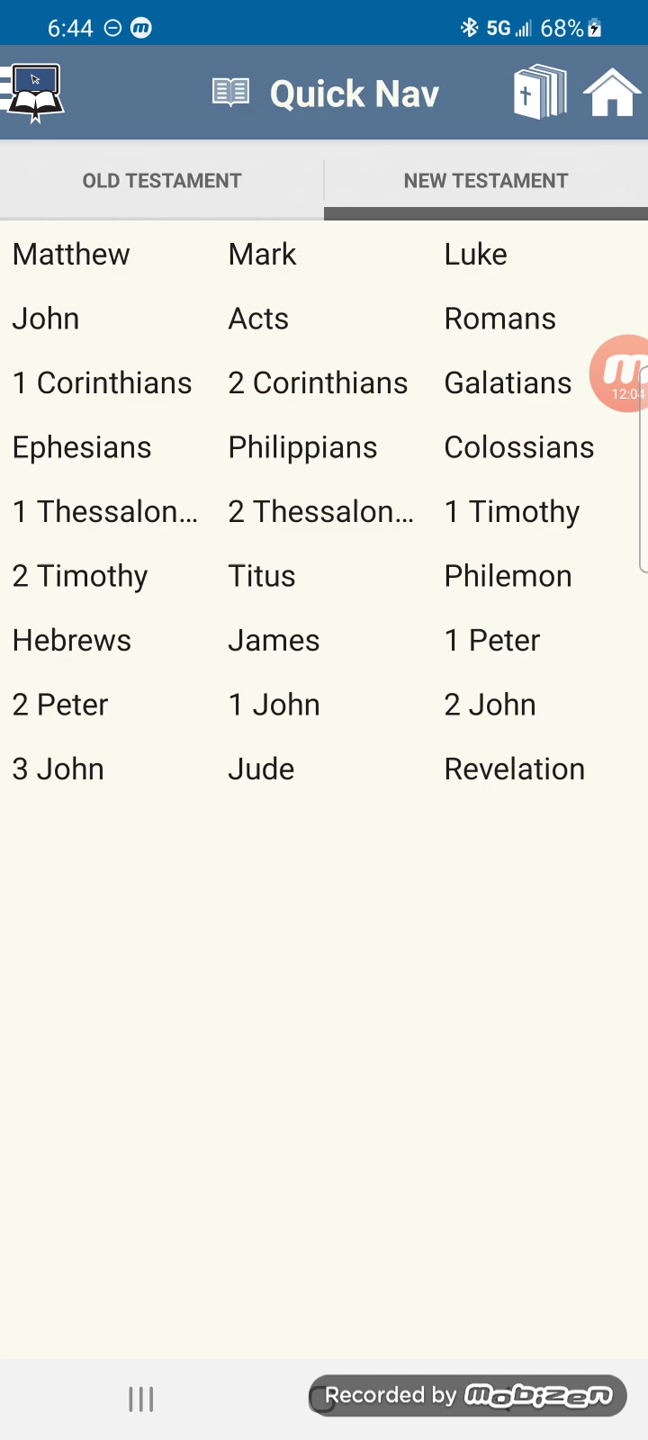 6:44 5G 68%
Quick Nav
OLD TESTAMENT NEW TESTAMENT
Matthew Mark Luke
John Acts Romans
1 Corinthians 2 Corinthians Galatians
12:04
Ephesians Philippians Colossians
1 Thessalon... 2 Thessalon... 1 Timothy
2 Timothy Titus Philemon
Hebrews James 1 Peter
2 Peter 1 John 2 John
3 John Jude Revelation
Recorded by mobizen